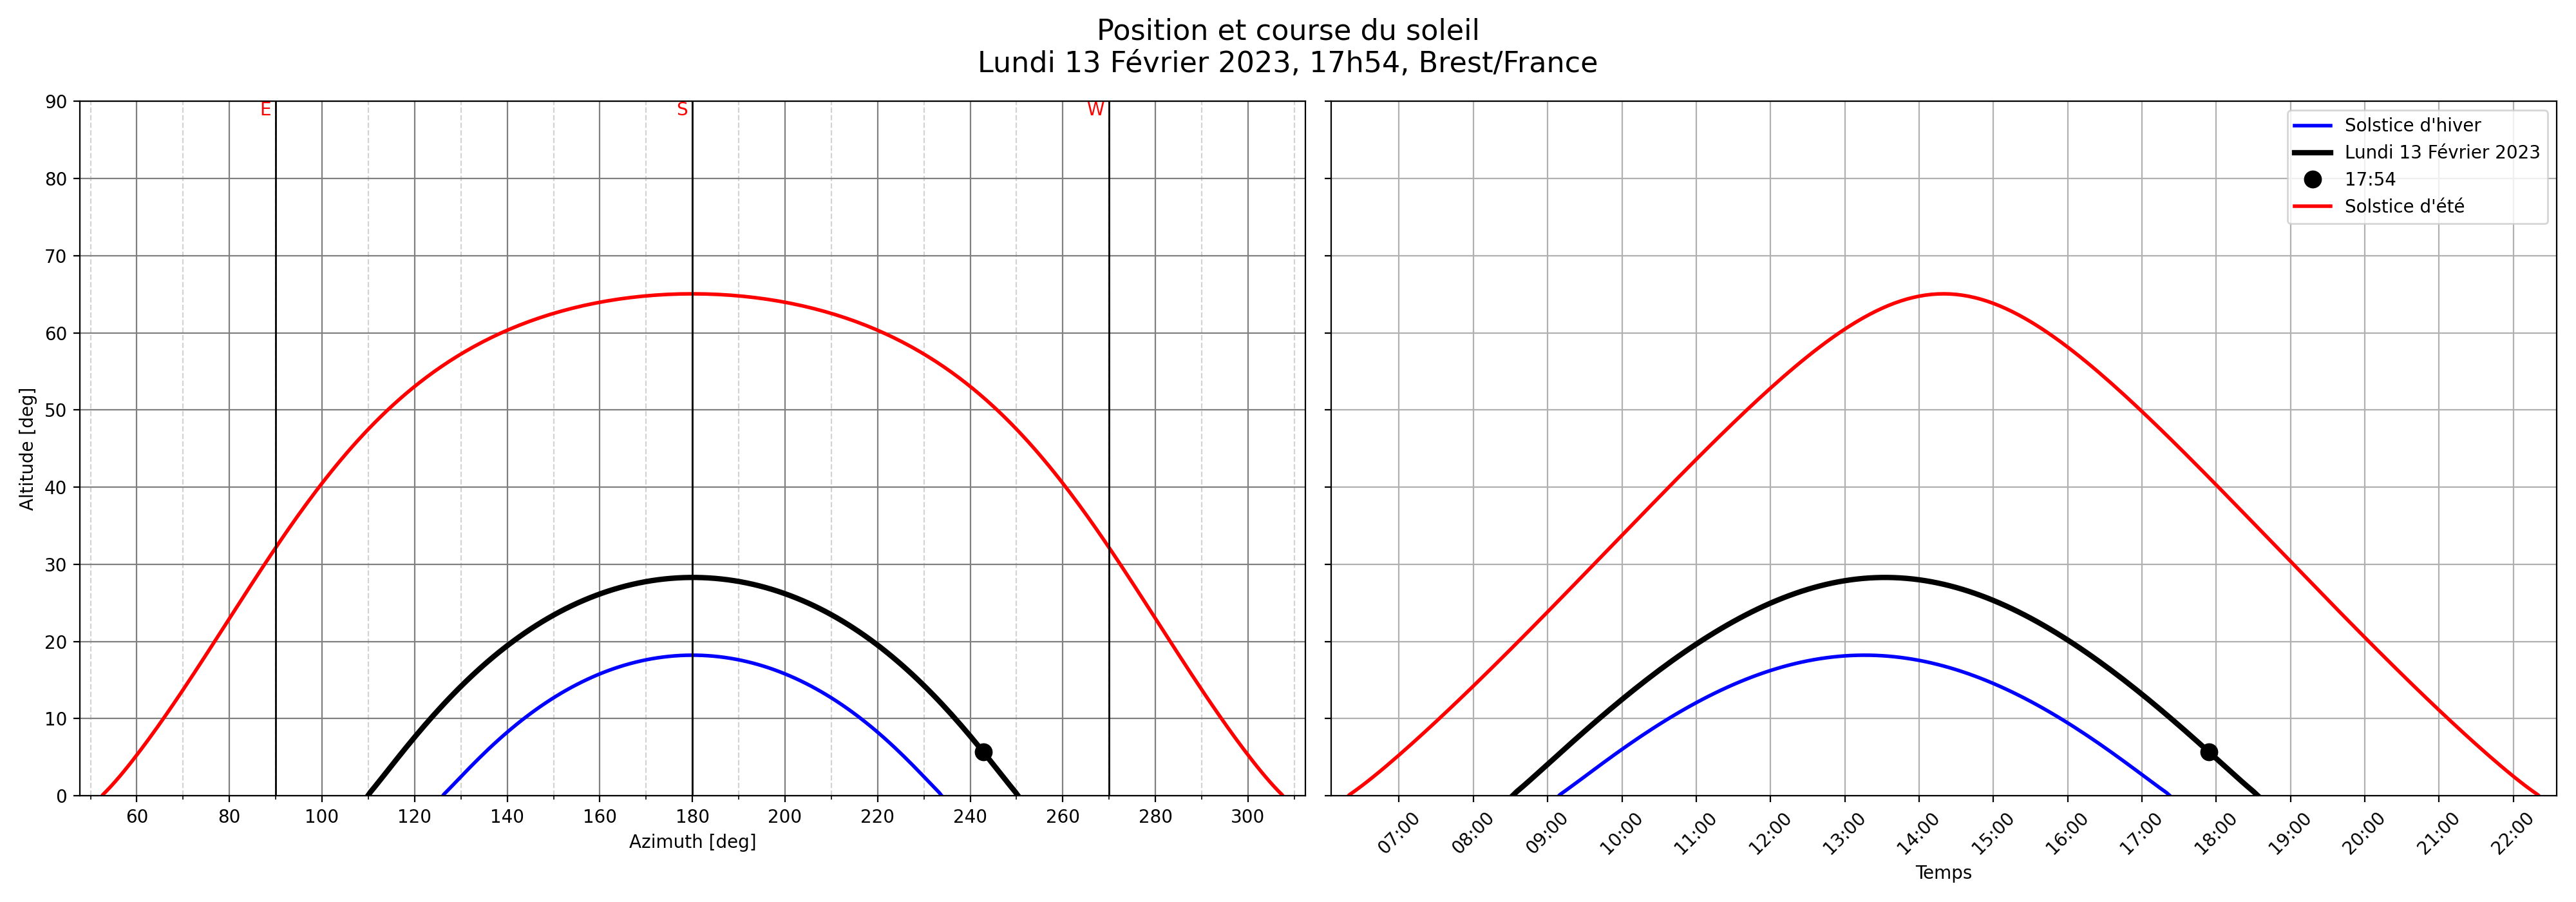 Position et course du soleil
Lundi 13 Février 2023, 17h54, Brest/France
E
S
W
90
80
70
60
50
40
30
20
10
0
Altitude [deg]
60 80 100 120 140 160 180 200 220 240 260 280 300
Azimuth [deg]
Solstice d'hiver
Lundi 13 Février 2023
17:54
Solstice d'été
07:00 08:00 09:00 10:00 11:00 12:00 13:00 14:00 15:00 16:00 17:00 18:00 19:00 20:00 21:00 22:00
Temps